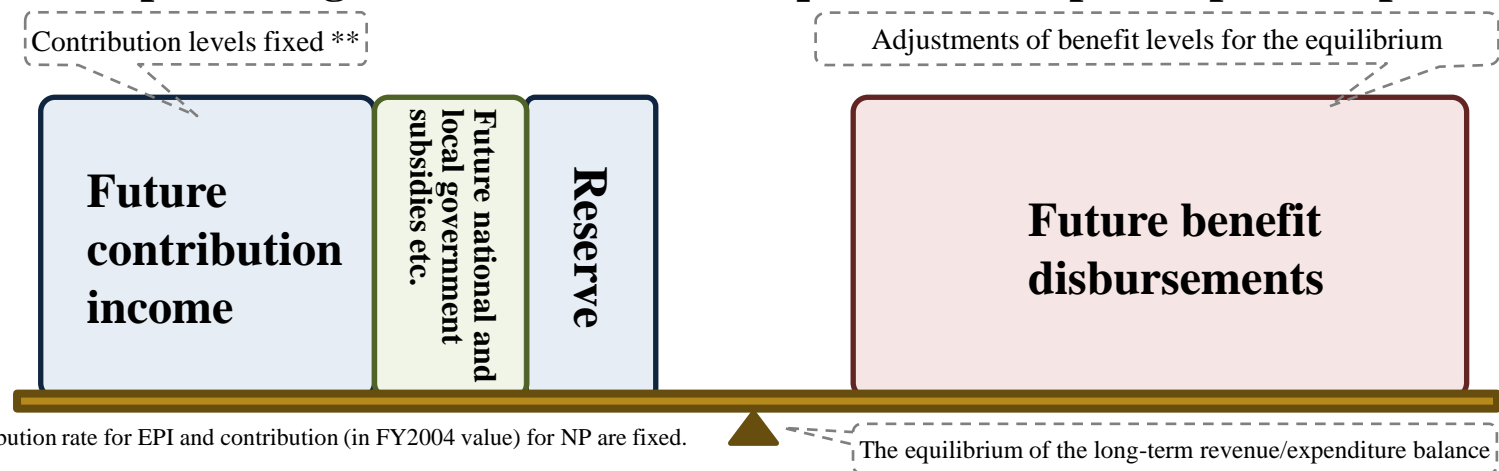 Contribution levels fixed **
Adjustments of benefit levels for the equilibrium
Future
contribution
income
Future national and
local government
subsidies etc.
Reserve
Future benefit
disbursements
rate for EPI and contribution (in FY2004 value) for NP are fixed.
The equilibrium of the long-term revenue/expenditure balance